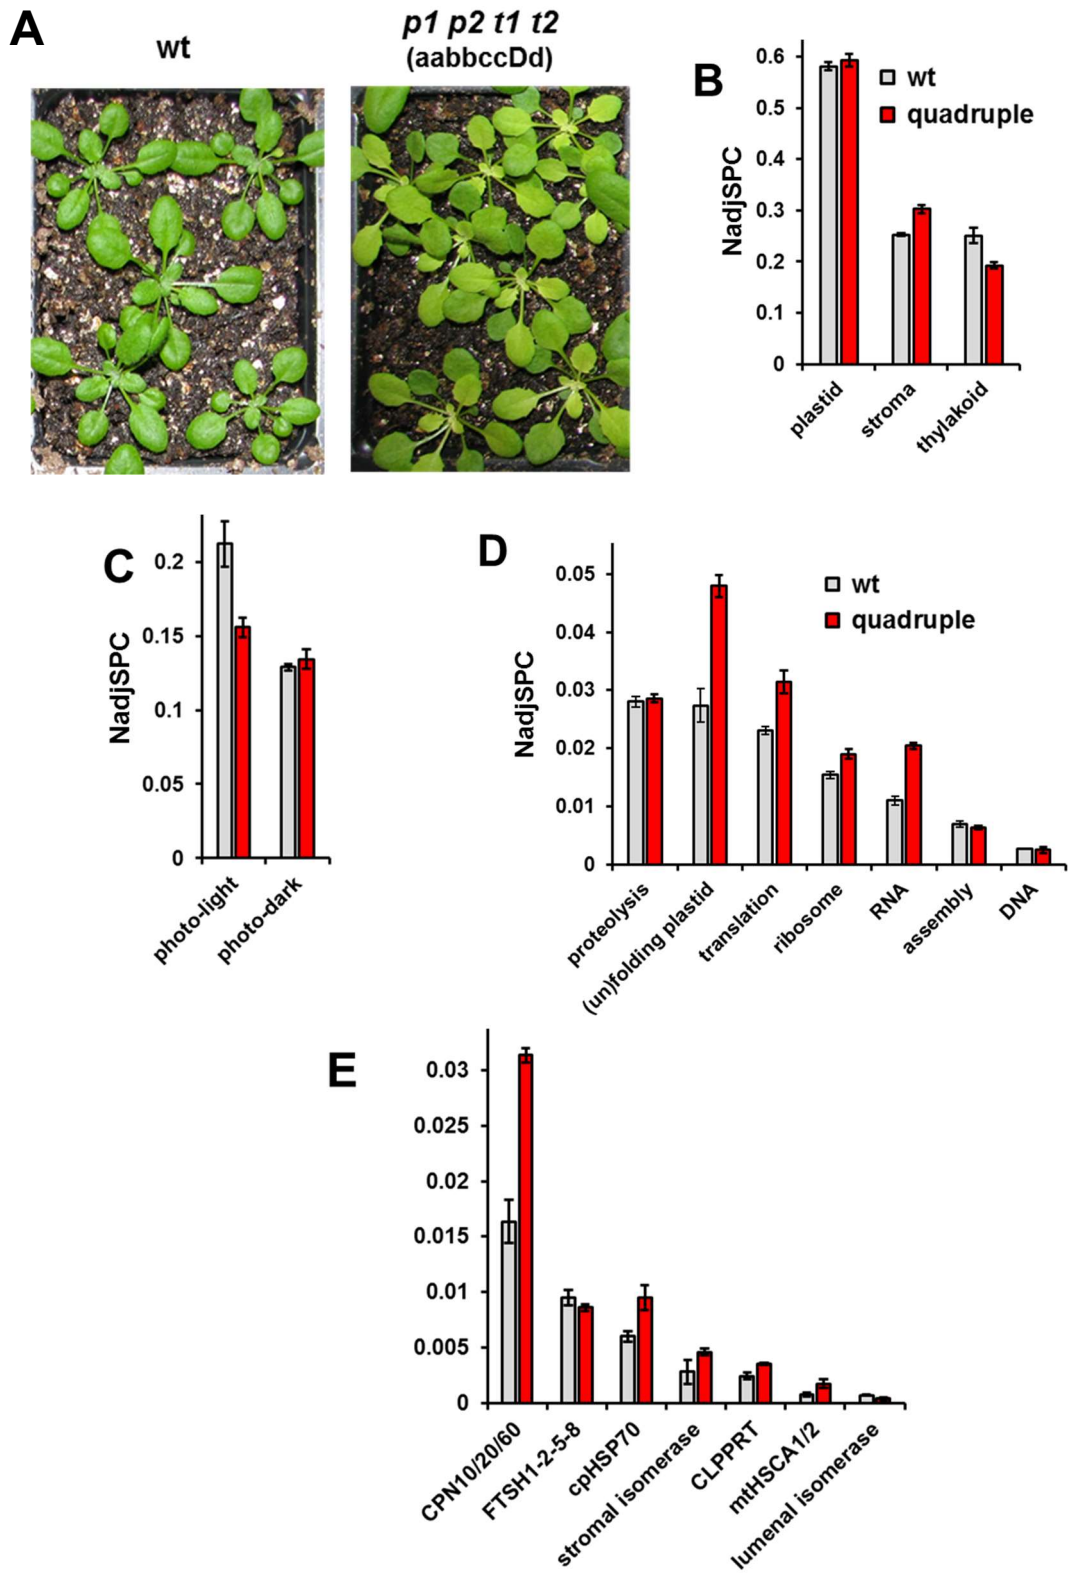 A
wt
p1 p2 t1 t2
(aabbccDd)
B
NadjSPC
0.6
0.5
0.4
0.3
0.2
0.1
0
wt
quadruple
plastid
stroma
thylakoid
C
NadjSPC
0.2
0.15
0.1
0.05
0
photo-light
photo-dark
D
NadjSPC
0.05
0.04
0.03
0.02
0.01
0
wt
quadruple
proteolysis
(un)folding plastid
translation
ribosome
RNA
assembly
DNA
E
0.03
0.025
0.02
0.015
0.01
0.005
0
CPN10/20/60
FTSH1-2-5-8
cpHSP70
stromal isomerase
CLPPRT
mtHSCA1/2
lumenal isomerase